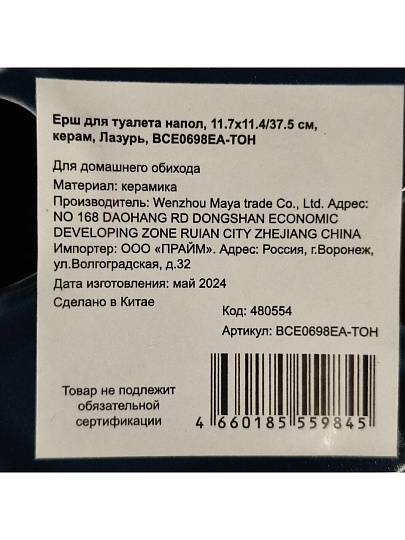 Ерш для туалета напол, 11.7х11.4/37.5 см,
керам, Лазурь, BCE0698EA-TOH
Для домашнего обихода
Материал: керамика
Производитель: Wenzhou Maya trade Co., Ltd. Адрес:
NO 168 DAOHANG RD DONGSHAN ECONOMIC
DEVELOPING ZONE RUIAN CITY ZHEJIANG CHINA
Импортер: ООО «ПРАЙМ». Адрес: Россия, г.Воронеж,
ул.Волгоградская, д.32
Дата изготовления: май 2024
Сделано в Китае
Код: 480554
Артикул: BCE0698EA-TOH
Товар не подлежит
обязательной
сертификации
4 660185 559845